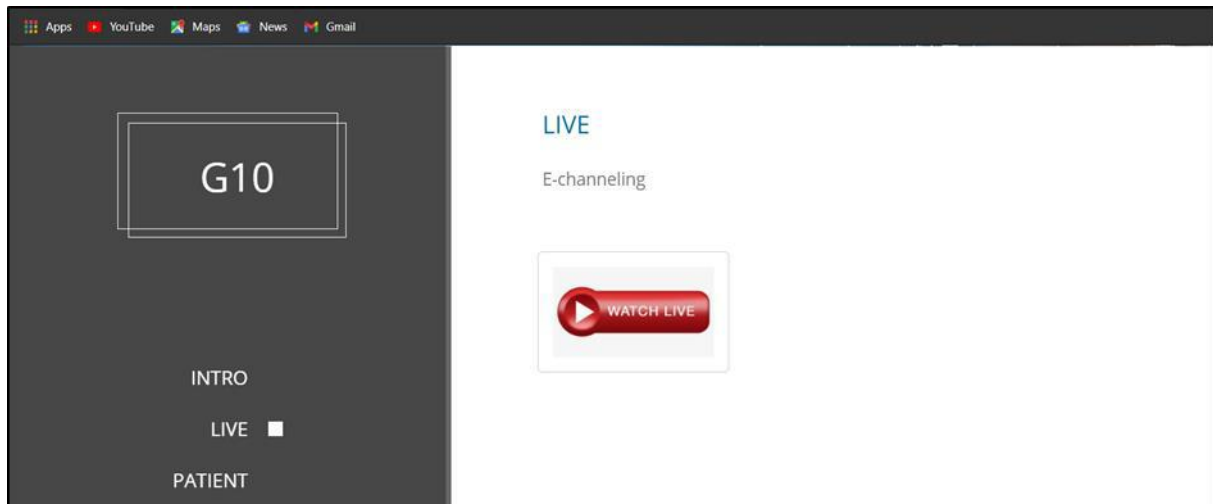 Apps YouTube Maps News Gmail
G10
INTRO
LIVE
PATIENT
LIVE
E-channeling
WATCH LIVE